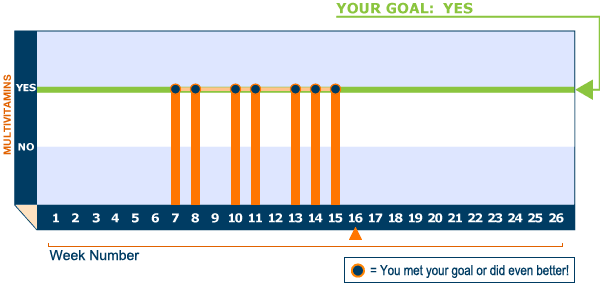 YOUR GOAL: YES
MULTIVITAMINS
YES
NO
1 2 3 4 5 6 7 8 9 10 11 12 13 14 15 16 17 18 19 20 21 22 23 24 25 26
Week Number
= You met your goal or did even better!